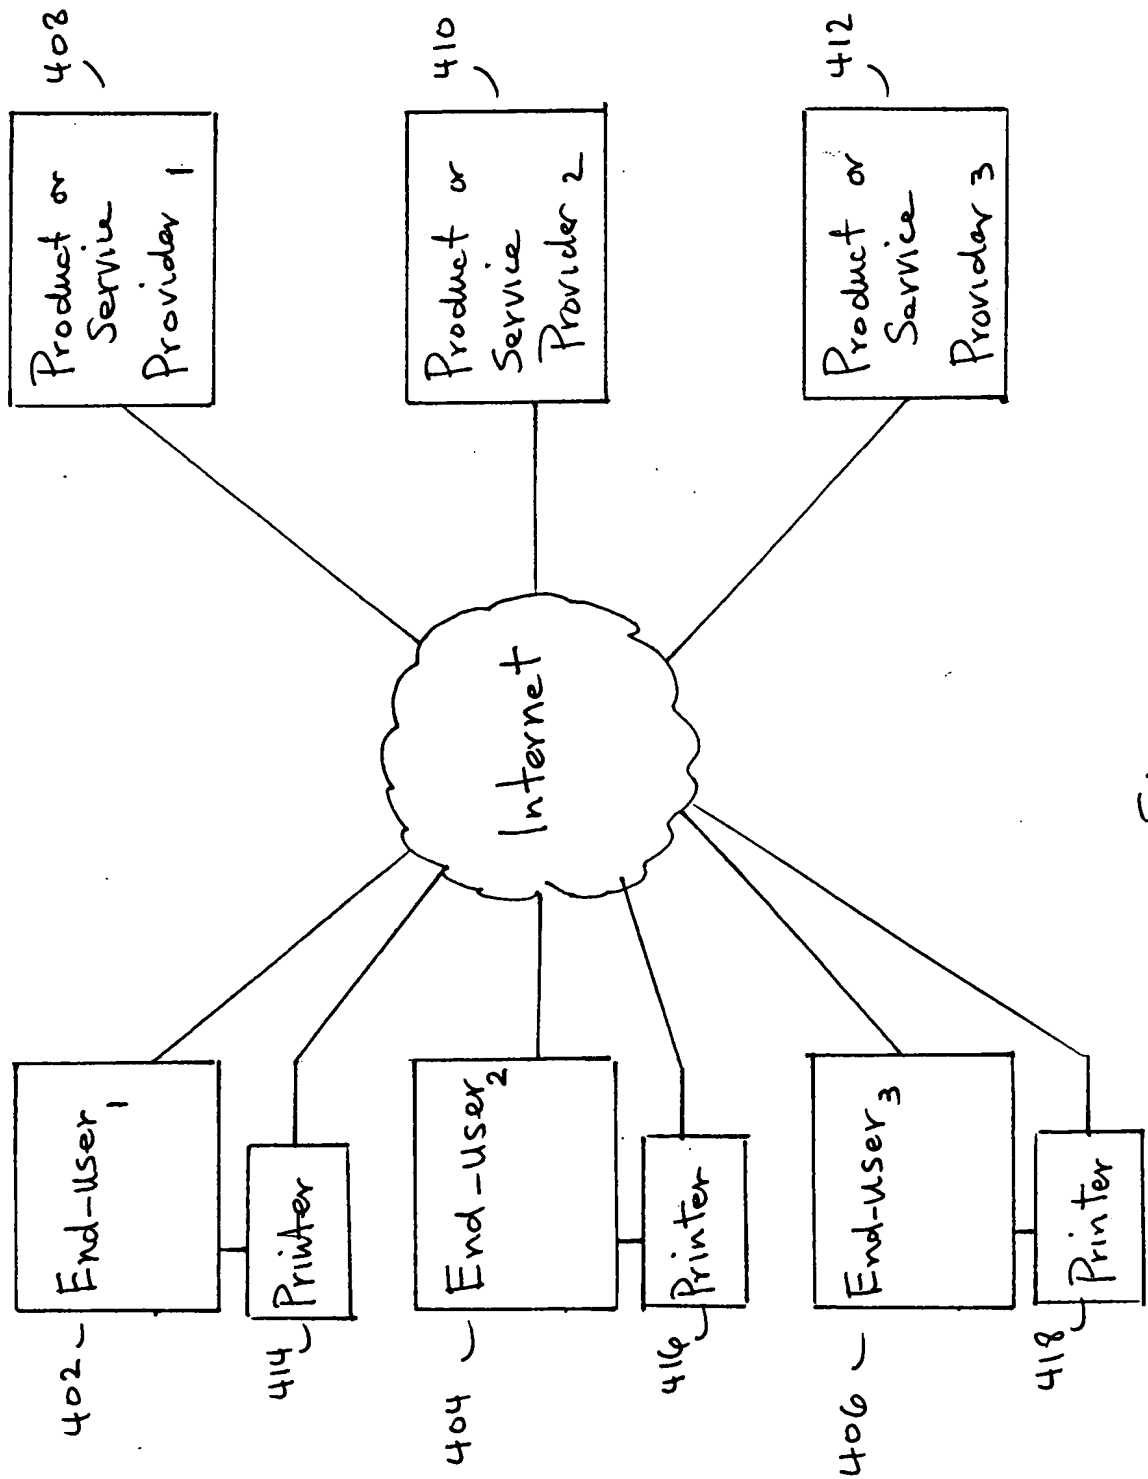 402
End-user 1
414
Printer
404
End-user 2
416
Printer
406
End-user 3
418
Printer
Internet
408
Product or
Service
Provider 1
410
Product or
Service
Provider 2
412
Product or
Service
Provider 3